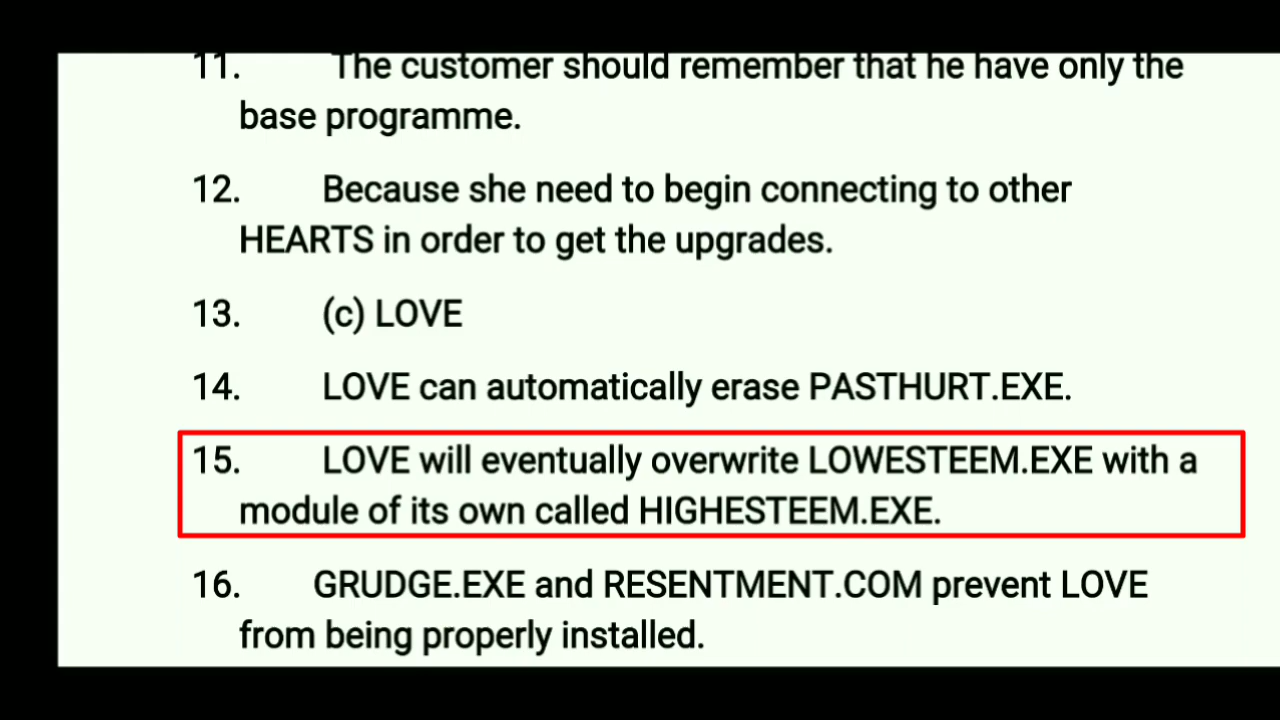 11. The customer should remember that he have only the
base programme.
12. Because she need to begin connecting to other
HEARTS in order to get the upgrades.
13. (c) LOVE
14. LOVE can automatically erase PASTHURT.EXE.
15. LOVE will eventually overwrite LOWESTEEM.EXE with a
module of its own called HIGHESTEEM.EXE.
16. GRUDGE.EXE and RESENTMENT.COM prevent LOVE
from being properly installed.